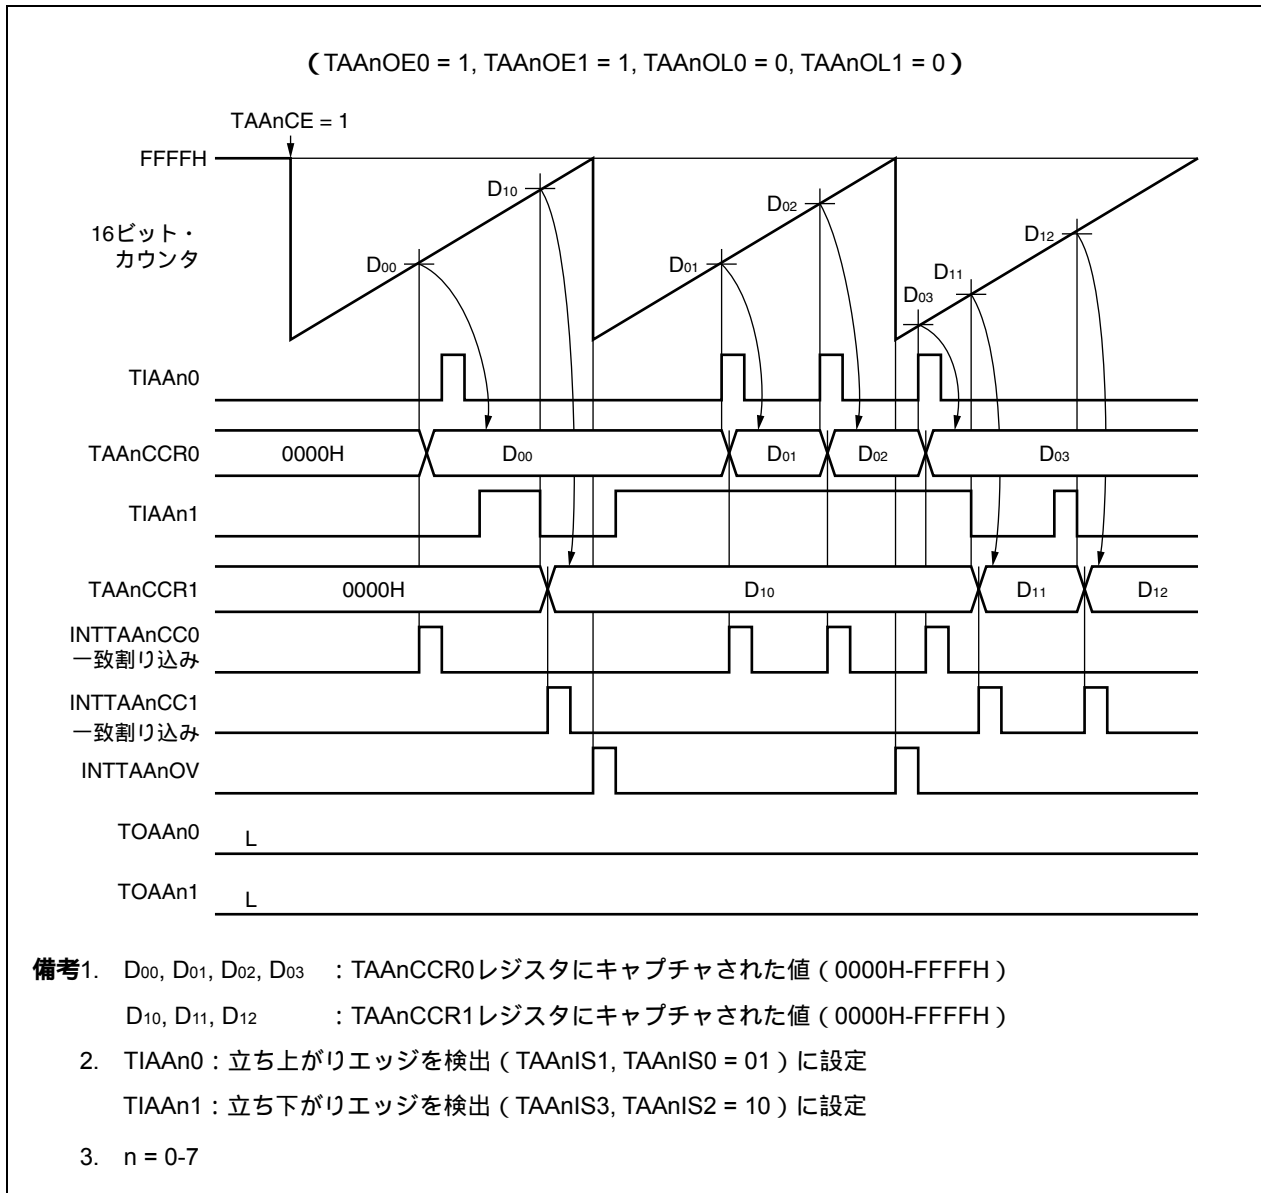 （TAAnOE0 = 1, TAAnOE1 = 1, TAAnOL0 = 0, TAAnOL1 = 0）
TAAnCE = 1
FFFFH
16ビット・
カウンタ
D10
D00
D02
D01
D12
D11
D03
TIAAn0
TAAnCCR0 0000H D00 D01 D02 D03
TIAAn1
TAAnCCR1 0000H D10 D11 D12
INTTAAnCC0
一致割り込み
INTTAAnCC1
一致割り込み
INTTAAnOV
TOAAn0 L
TOAAn1 L
備考1. D00, D01, D02, D03 ：TAAnCCR0レジスタにキャプチャされた値（0000H-FFFFH）
D10, D11, D12 ：TAAnCCR1レジスタにキャプチャされた値（0000H-FFFFH）
2. TIAAn0：立ち上がりエッジを検出（TAAnIS1, TAAnIS0 = 01）に設定
TIAAn1：立ち下がりエッジを検出（TAAnIS3, TAAnIS2 = 10）に設定
3. n = 0-7